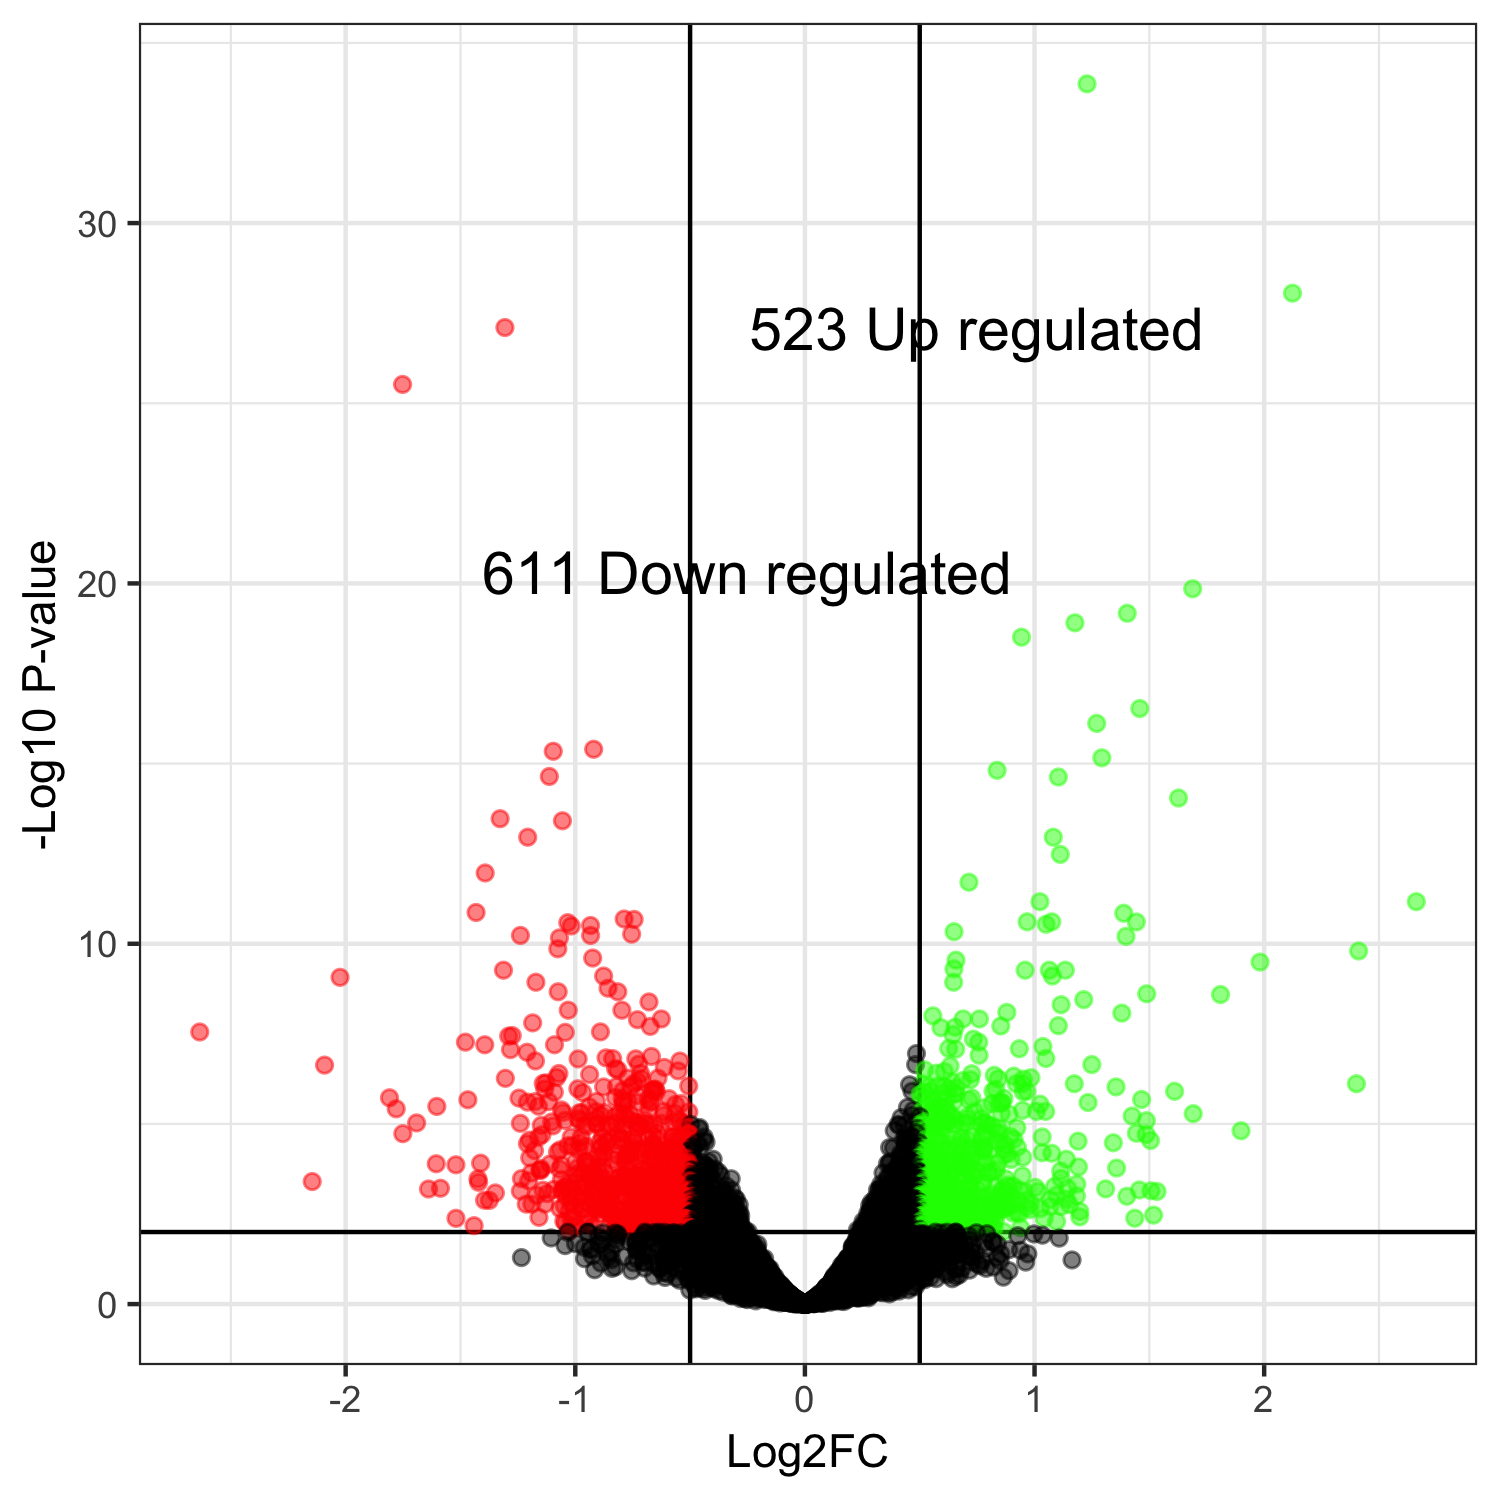 30
523 Up regulated
611 Down regulated
20
-Log10 P-value
10
0
-2 -1 0 1 2
Log2FC